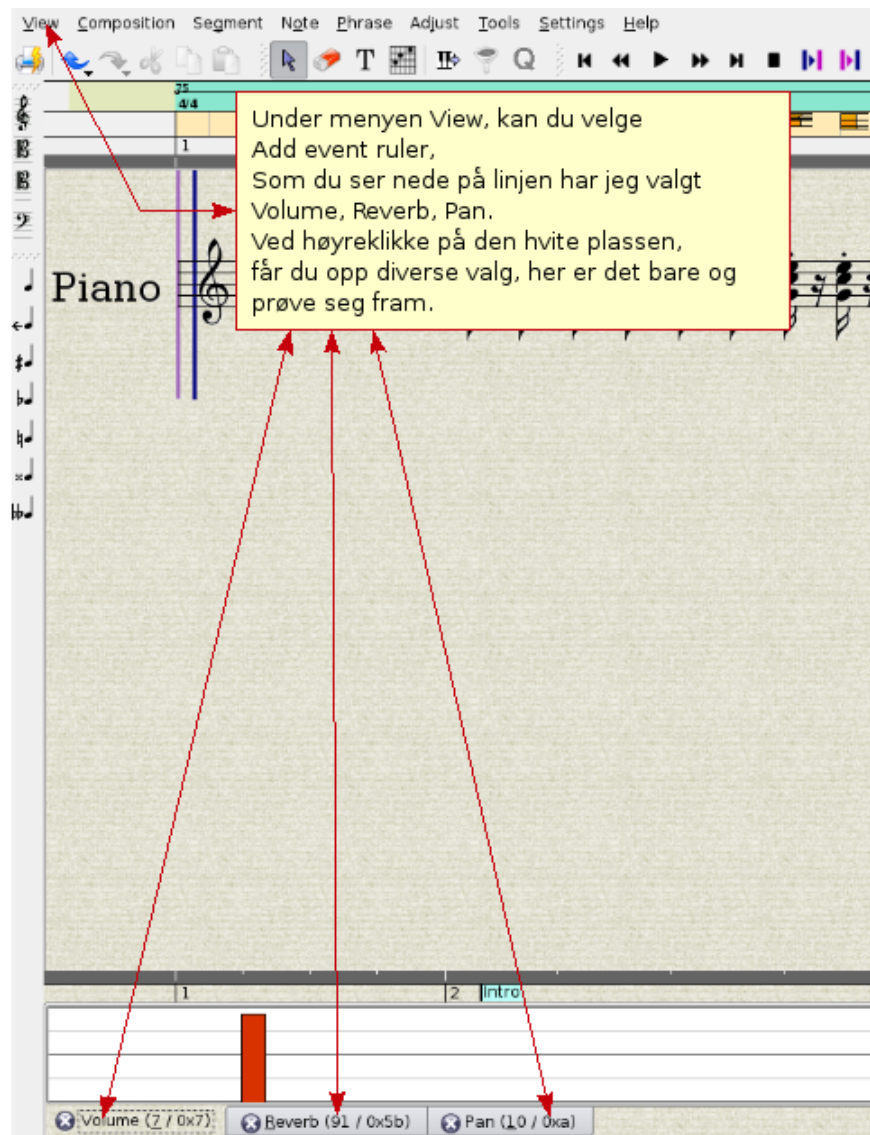 View Composition Segment Note Phrase Adjust Tools Settings Help
T Q
75
4/4
1
Under menyen View, kan du velge
Add event ruler,
Som du ser nede på linjen har jeg valgt
Volume, Reverb, Pan.
Ved høyreklikke på den hvite plassen,
får du opp diverse valg, her er det bare og
prøve seg fram.
Piano
1 2 Intro
Volume (7 / 0x7) Reverb (91 / 0x5b) Pan (10 / 0xa)